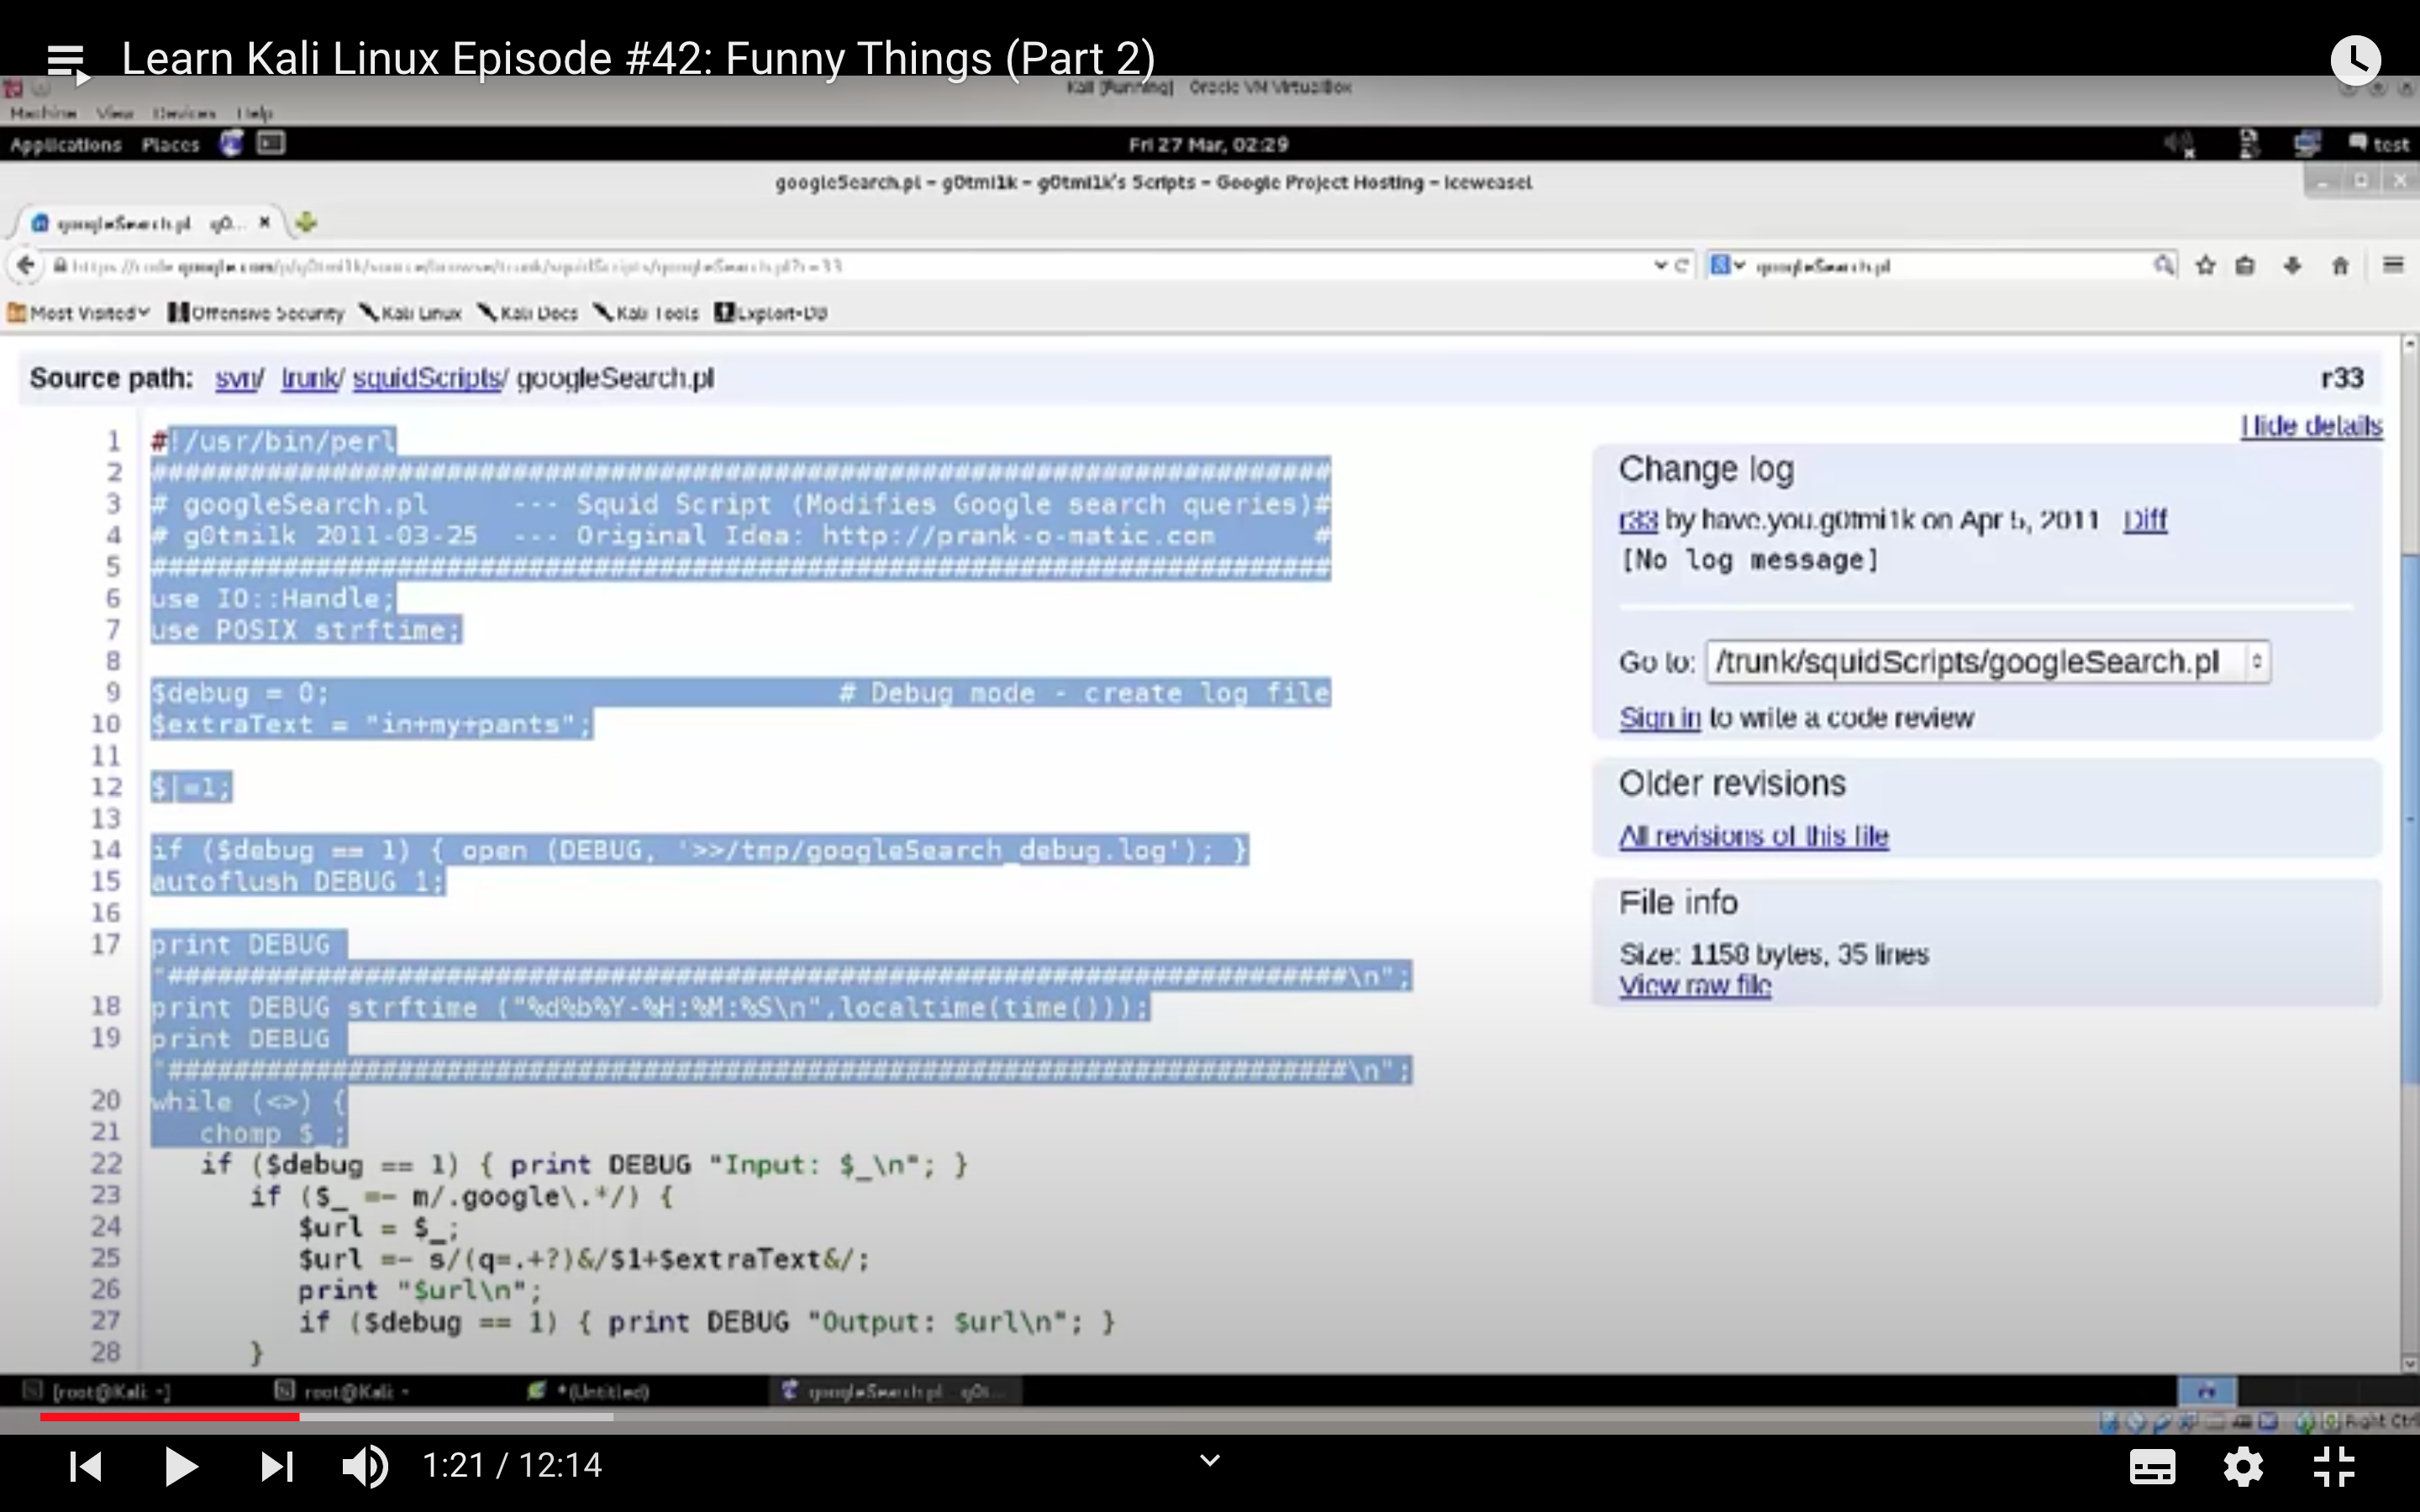 Learn Kali Linux Episode #42: Funny Things (Part 2)
Kali [Running] Oracle VM VirtualBox
Machine View Devices Help
Applications Places Fri 27 Mar, 02:29 test
googleSearch.pl - g0tmi1k - g0tmi1k's Scripts - Google Project Hosting - Iceweasel
googleSearch.pl g0...
https://code.google.com/p/g0tmi1k/source/browse/trunk/squidScripts/googleSearch.pl?r=33 googleSearch.pl
Most Visited Offensive Security Kali Linux Kali Docs Kali Tools Exploit-DB
Source path: svn/ trunk/ squidScripts/ googleSearch.pl r33
Hide details
1 #!/usr/bin/perl
2 ########################################################################
3 # googleSearch.pl     --- Squid Script (Modifies Google search queries)#
4 # g0tmi1k 2011-03-25  --- Original Idea: http://prank-o-matic.com      #
5 ########################################################################
6 use IO::Handle;
7 use POSIX strftime;
8
9 $debug = 0;                               # Debug mode - create log file
10 $extraText = "in+my+pants";
11
12 $|=1;
13
14 if ($debug == 1) { open (DEBUG, '>>/tmp/googleSearch_debug.log'); }
15 autoflush DEBUG 1;
16
17 print DEBUG
"########################################################################\n";
18 print DEBUG strftime ("%d%b%Y-%H:%M:%S\n",localtime(time()));
19 print DEBUG
"########################################################################\n";
20 while (<>) {
21    chomp $_;
22    if ($debug == 1) { print DEBUG "Input: $_\n"; }
23       if ($_ =~ m/.google\.*/) {
24          $url = $_;
25          $url =~ s/(q=.+?)&/$1+$extraText&/;
26          print "$url\n";
27          if ($debug == 1) { print DEBUG "Output: $url\n"; }
28       }
Change log
r33 by have.you.g0tmi1k on Apr 5, 2011 Diff
[No log message]
Go to: /trunk/squidScripts/googleSearch.pl
Sign in to write a code review
Older revisions
All revisions of this file
File info
Size: 1158 bytes, 35 lines
View raw file
[root@Kali: ~] root@Kali: ~ *(Untitled) googleSearch.pl - g0t...
Right Ctrl
1:21 / 12:14